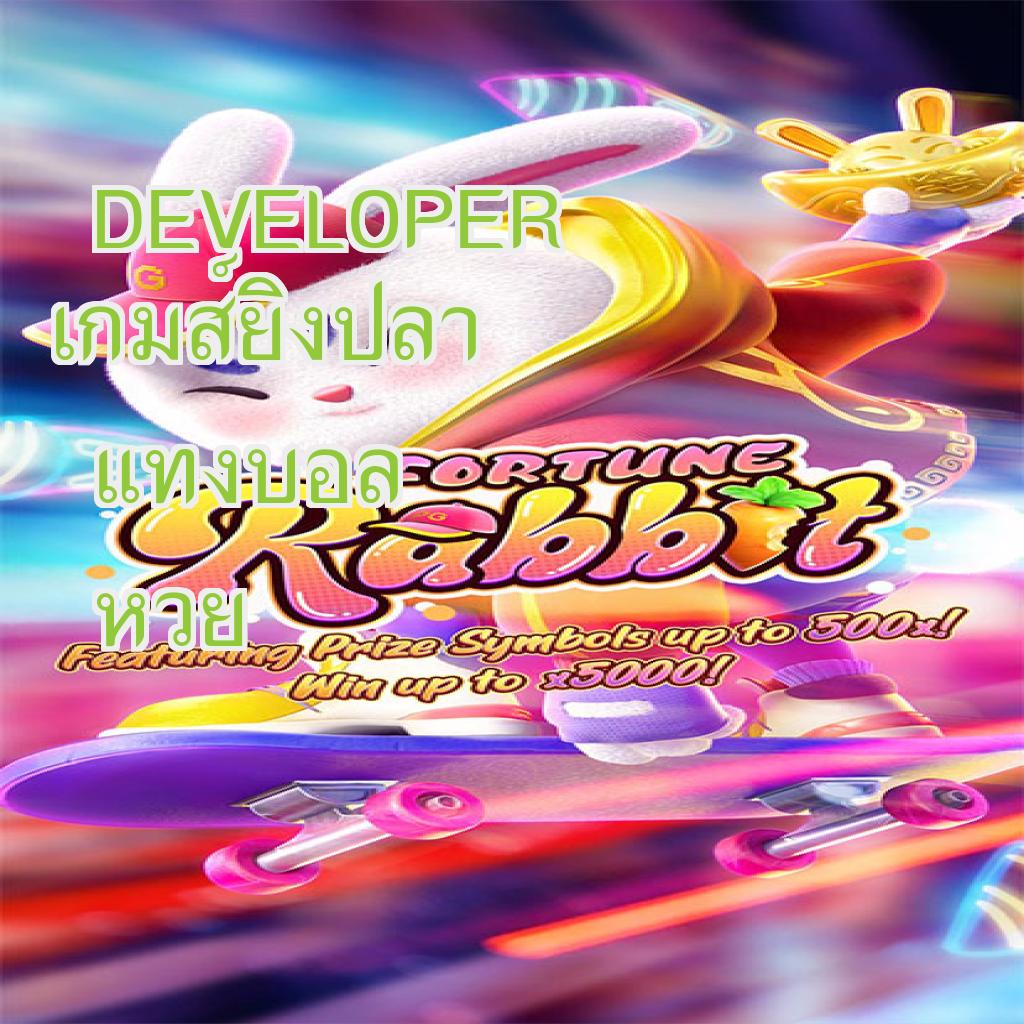 DEVELOPER
G
เกมส์ยิงปลา
แทงบอล
FORTUNE
Rabbit
หวย
Featuring Prize Symbols up to 500x!
Win up to x5000!